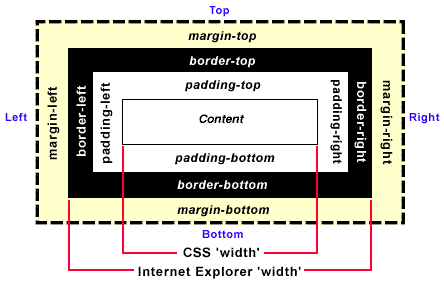 Top
margin-top
border-top
padding-top
Left
margin-left
border-left
padding-left
Content
padding-right
border-right
margin-right
Right
padding-bottom
border-bottom
margin-bottom
Bottom
CSS 'width'
Internet Explorer 'width'